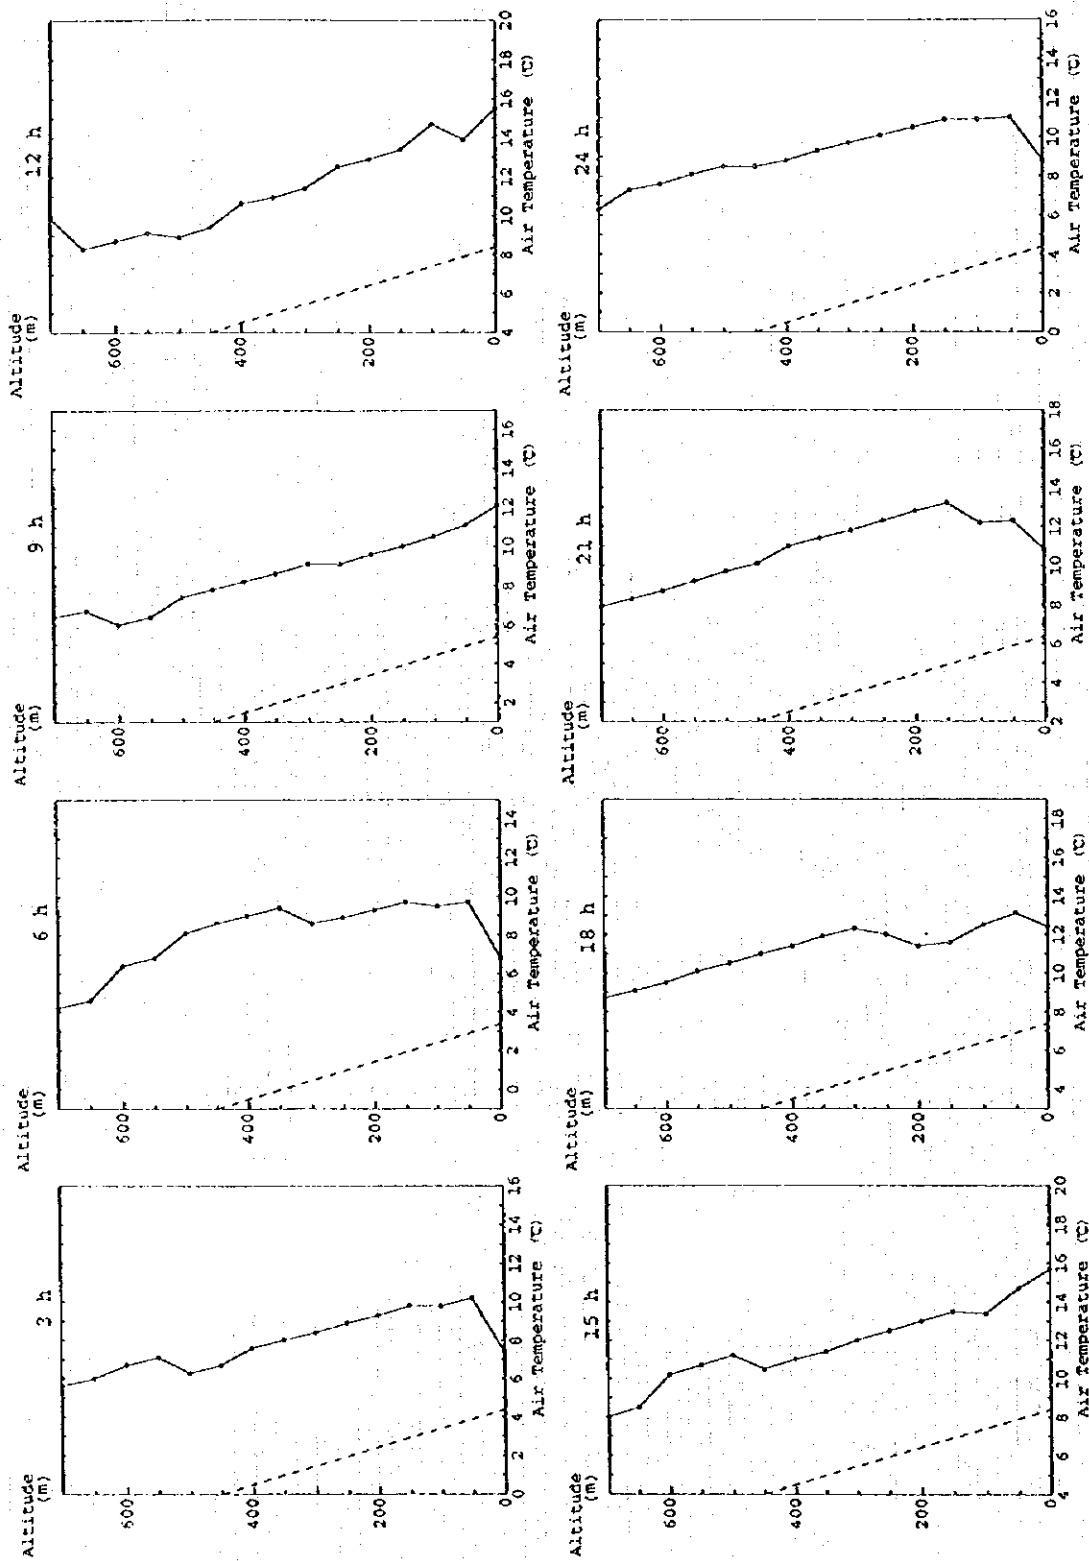 3 h
Altitude
(m)
600
400
200
0
0 2 4 6 8 10 12 14 16
Air Temperature (℃)
6 h
Altitude
(m)
600
400
200
0
0 2 4 6 8 10 12 14
Air Temperature (℃)
9 h
Altitude
(m)
600
400
200
0
2 4 6 8 10 12 14 16
Air Temperature (℃)
12 h
Altitude
(m)
600
400
200
0
4 6 8 10 12 14 16 18 20
Air Temperature (℃)
15 h
Altitude
(m)
600
400
200
0
4 6 8 10 12 14 16 18 20
Air Temperature (℃)
18 h
Altitude
(m)
600
400
200
0
4 6 8 10 12 14 16 18
Air Temperature (℃)
21 h
Altitude
(m)
600
400
200
0
2 4 6 8 10 12 14 16 18
Air Temperature (℃)
24 h
Altitude
(m)
600
400
200
0
0 2 4 6 8 10 12 14 16
Air Temperature (℃)